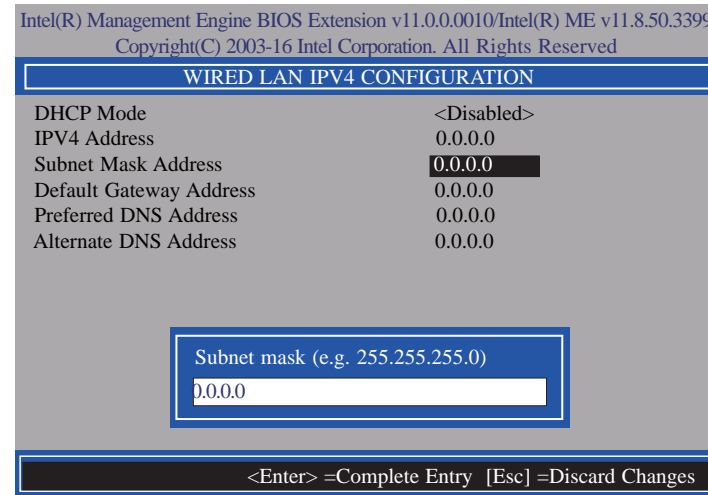 Intel(R) Management Engine BIOS Extension v11.0.0.0010/Intel(R) ME v11.8.50.3399
Copyright(C) 2003-16 Intel Corporation. All Rights Reserved
WIRED LAN IPV4 CONFIGURATION
DHCP Mode <Disabled>
IPV4 Address 0.0.0.0
Subnet Mask Address 0.0.0.0
Default Gateway Address 0.0.0.0
Preferred DNS Address 0.0.0.0
Alternate DNS Address 0.0.0.0
Subnet mask (e.g. 255.255.255.0)
0.0.0.0
<Enter> =Complete Entry [Esc] =Discard Changes